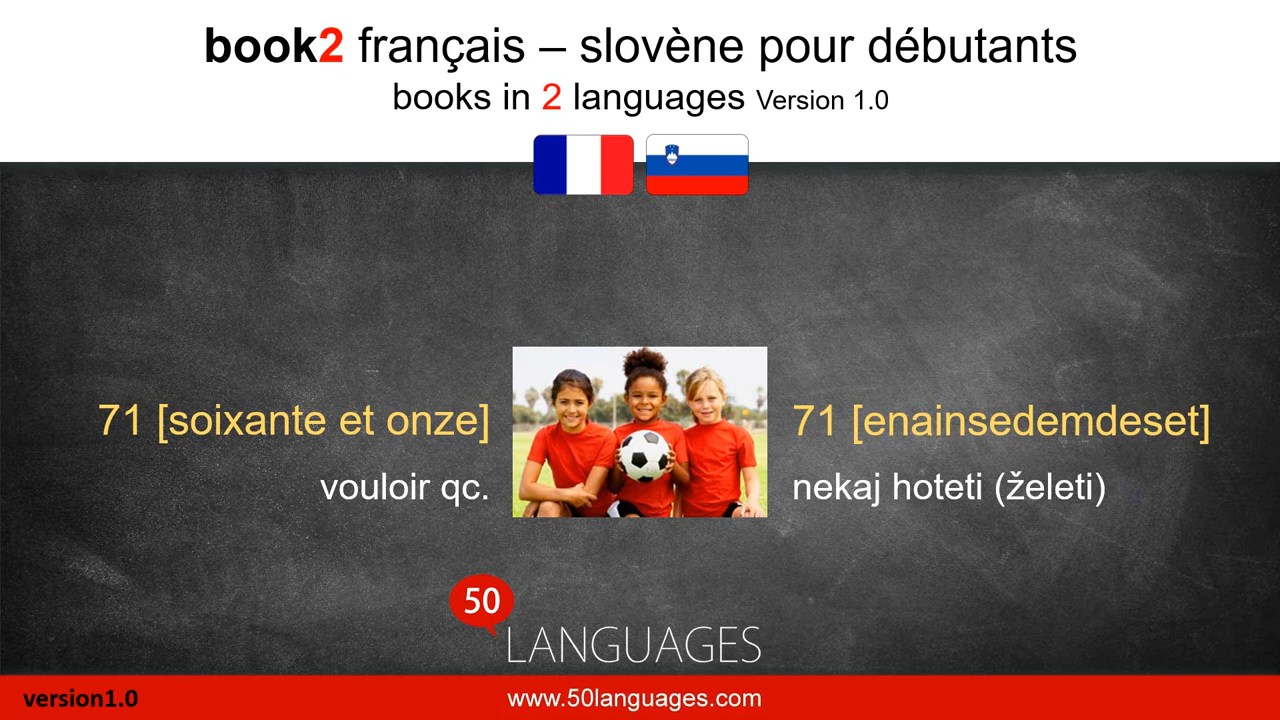 book2 français – slovène pour débutants
books in 2 languages Version 1.0
71 [soixante et onze]
vouloir qc.
71 [enainsedemdeset]
nekaj hoteti (želeti)
50
LANGUAGES
version1.0
www.50languages.com